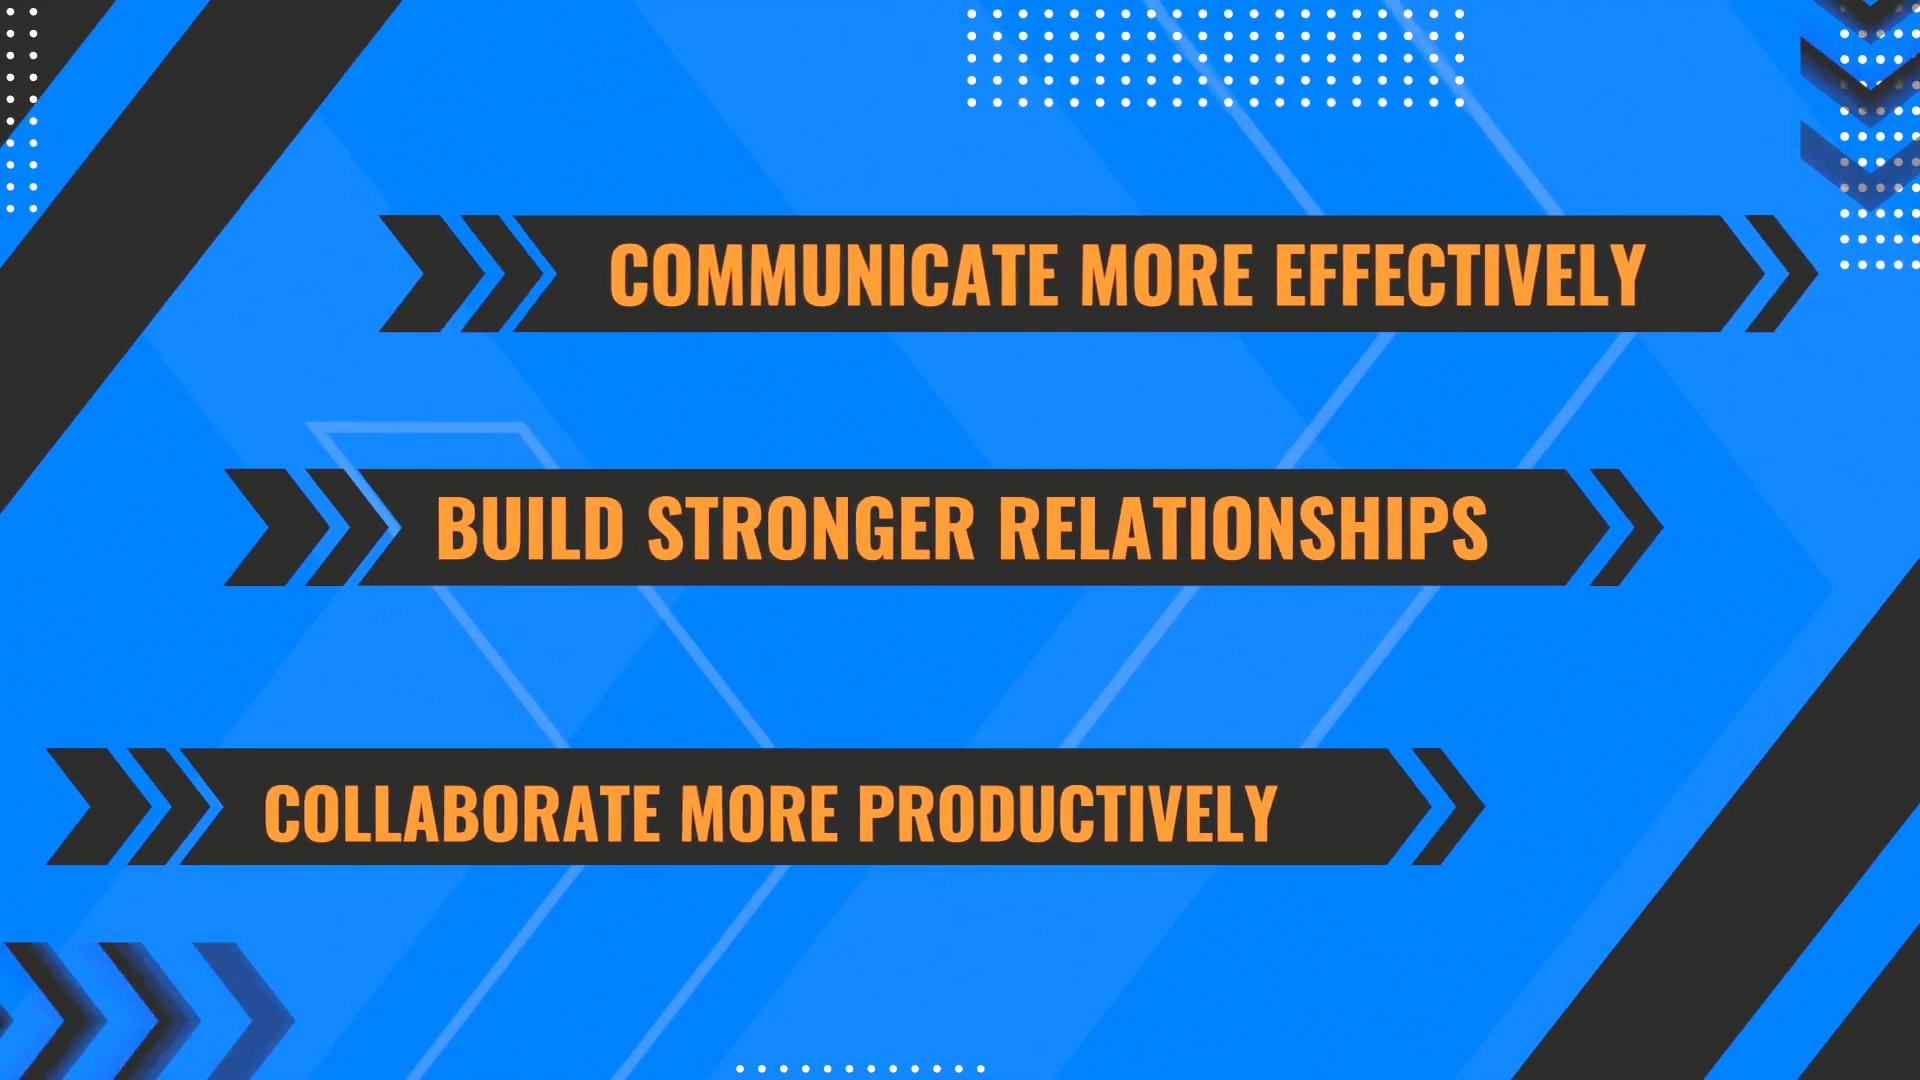 COMMUNICATE MORE EFFECTIVELY
BUILD STRONGER RELATIONSHIPS
COLLABORATE MORE PRODUCTIVELY